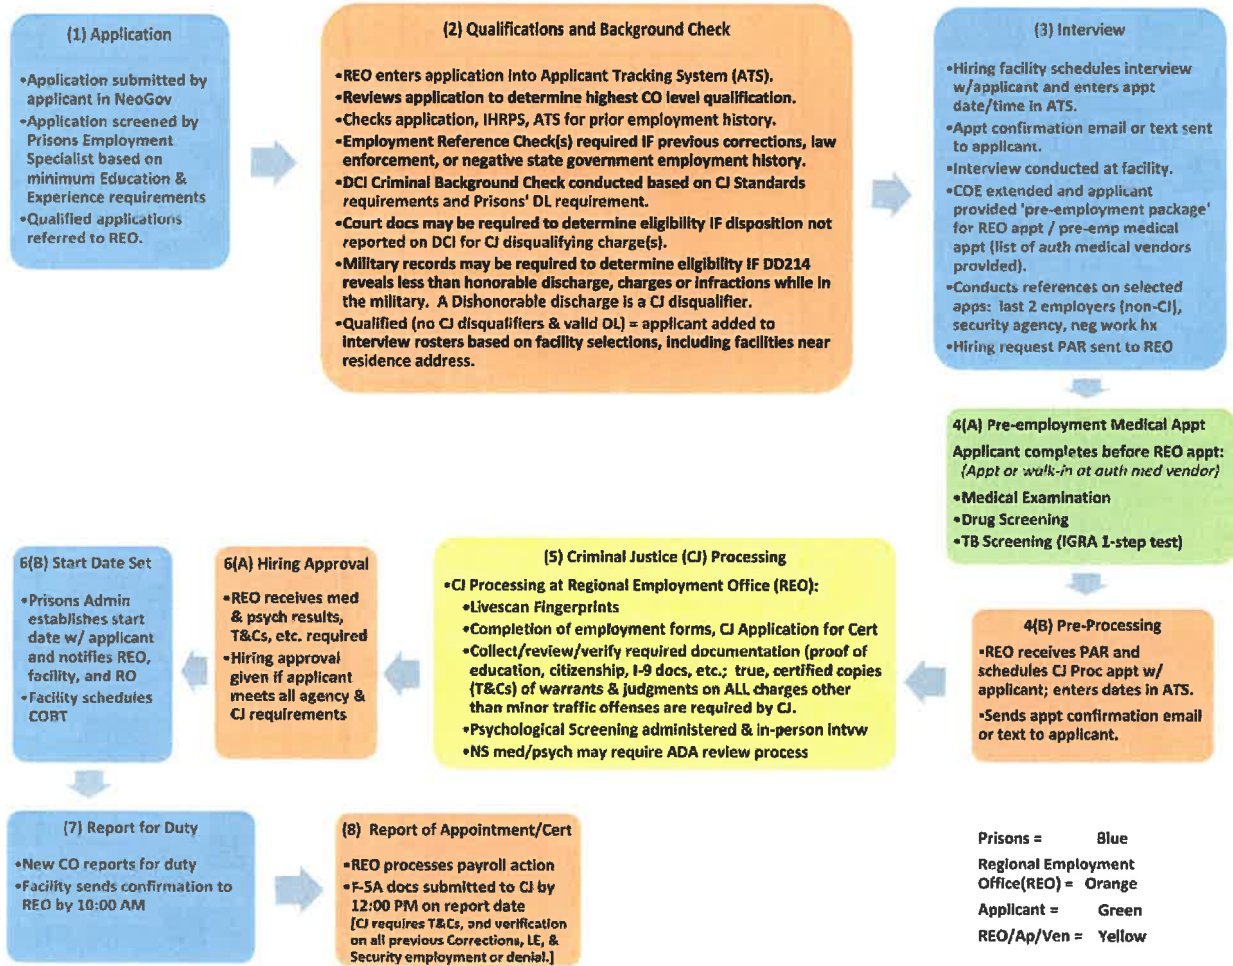 (1) Application
•Application submitted by
applicant in NeoGov
•Application screened by
Prisons Employment
Specialist based on
minimum Education &
Experience requirements
•Qualified applications
referred to REO.
(2) Qualifications and Background Check
•REO enters application into Applicant Tracking System (ATS).
•Reviews application to determine highest CO level qualification.
•Checks application, IHRPS, ATS for prior employment history.
•Employment Reference Check(s) required IF previous corrections, law
enforcement, or negative state government employment history.
•DCI Criminal Background Check conducted based on CJ Standards
requirements and Prisons' DL requirement.
•Court docs may be required to determine eligibility IF disposition not
reported on DCI for CJ disqualifying charge(s).
•Military records may be required to determine eligibility IF DD214
reveals less than honorable discharge, charges or infractions while in
the military. A Dishonorable discharge is a CJ disqualifier.
•Qualified (no CJ disqualifiers & valid DL) = applicant added to
interview rosters based on facility selections, including facilities near
residence address.
(3) Interview
•Hiring facility schedules interview
w/applicant and enters appt
date/time in ATS.
•Appt confirmation email or text sent
to applicant.
•Interview conducted at facility.
•COE extended and applicant
provided 'pre-employment package'
for REO appt / pre-emp medical
appt (list of auth medical vendors
provided).
•Conducts references on selected
apps: last 2 employers (non-CJ),
security agency, neg work hx
•Hiring request PAR sent to REO
4(A) Pre-employment Medical Appt
Applicant completes before REO appt:
(Appt or walk-in at auth med vendor)
•Medical Examination
•Drug Screening
•TB Screening (IGRA 1-step test)
4(B) Pre-Processing
•REO receives PAR and
schedules CJ Proc appt w/
applicant; enters dates in ATS.
•Sends appt confirmation email
or text to applicant.
(5) Criminal Justice (CJ) Processing
•CJ Processing at Regional Employment Office (REO):
•Livescan Fingerprints
•Completion of employment forms, CJ Application for Cert
•Collect/review/verify required documentation (proof of
education, citizenship, I-9 docs, etc.; true, certified copies
(T&Cs) of warrants & judgments on ALL charges other
than minor traffic offenses are required by CJ.
•Psychological Screening administered & in-person intvw
•NS med/psych may require ADA review process
6(A) Hiring Approval
•REO receives med
& psych results,
T&Cs, etc. required
•Hiring approval
given if applicant
meets all agency &
CJ requirements
6(B) Start Date Set
•Prisons Admin
establishes start
date w/ applicant
and notifies REO,
facility, and RO
•Facility schedules
COBT
(7) Report for Duty
•New CO reports for duty
•Facility sends confirmation to
REO by 10:00 AM
(8) Report of Appointment/Cert
•REO processes payroll action
•F-5A docs submitted to CJ by
12:00 PM on report date
[CJ requires T&Cs, and verification
on all previous Corrections, LE, &
Security employment or denial.]
Prisons = Blue
Regional Employment
Office(REO) = Orange
Applicant = Green
REO/Ap/Ven = Yellow